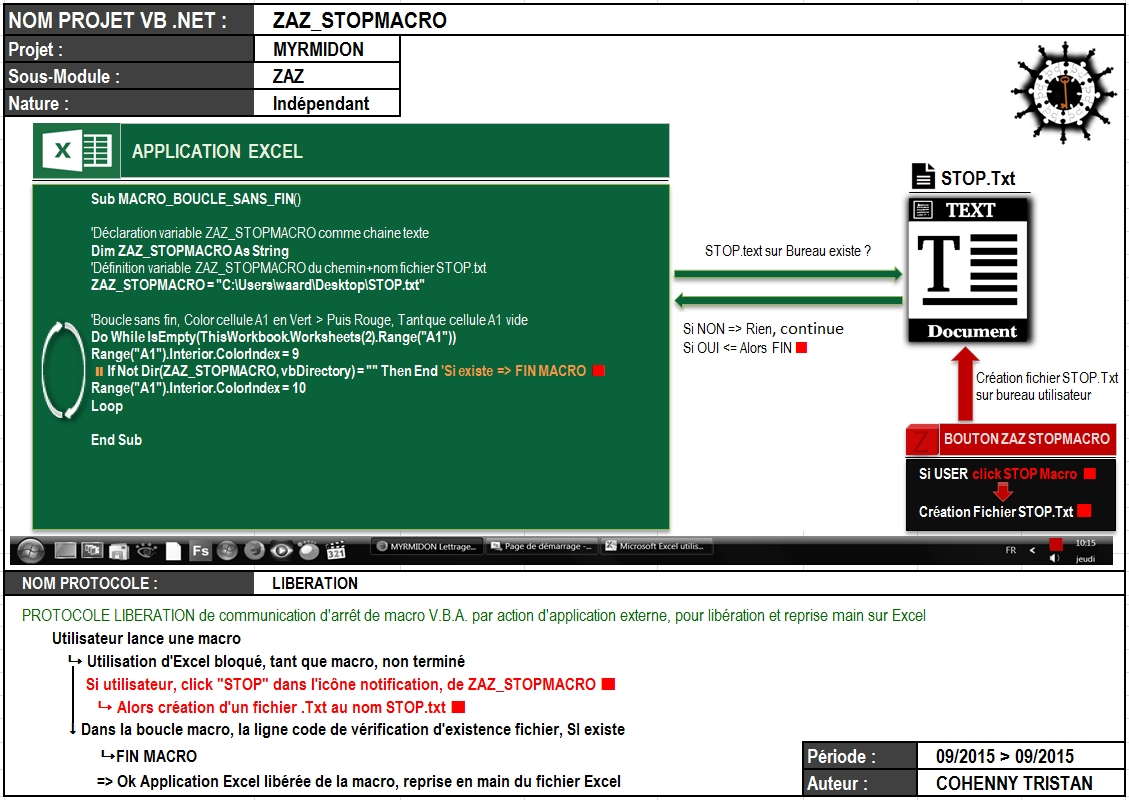 NOM PROJET VB .NET : ZAZ_STOPMACRO
Projet : MYRMIDON
Sous-Module : ZAZ
Nature : Indépendant
X
APPLICATION EXCEL
Sub MACRO_BOUCLE_SANS_FIN()
'Déclaration variable ZAZ_STOPMACRO comme chaine texte
Dim ZAZ_STOPMACRO As String
'Définition variable ZAZ_STOPMACRO du chemin+nom fichier STOP.txt
ZAZ_STOPMACRO = "C:\Users\waard\Desktop\STOP.txt"
'Boucle sans fin, Color cellule A1 en Vert > Puis Rouge, Tant que cellule A1 vide
Do While IsEmpty(ThisWorkbook.Worksheets(2).Range("A1"))
Range("A1").Interior.ColorIndex = 9
If Not Dir(ZAZ_STOPMACRO, vbDirectory) = "" Then End 'Si existe => FIN MACRO
Range("A1").Interior.ColorIndex = 10
Loop
End Sub
STOP.text sur Bureau existe ?
Si NON => Rien, continue
Si OUI <= Alors FIN
STOP.Txt
TEXT
T
Document
Création fichier STOP.Txt
sur bureau utilisateur
Z
BOUTON ZAZ STOPMACRO
Si USER click STOP Macro
Création Fichier STOP.Txt
Fs
321
MYRMIDON Lettrage...
Page de démarrage -...
Microsoft Excel utilis...
FR <
10:15
jeudi
NOM PROTOCOLE : LIBERATION
PROTOCOLE LIBERATION de communication d'arrêt de macro V.B.A. par action d'application externe, pour libération et reprise main sur Excel
Utilisateur lance une macro
Utilisation d'Excel bloqué, tant que macro, non terminé
Si utilisateur, click "STOP" dans l'icône notification, de ZAZ_STOPMACRO
Alors création d'un fichier .Txt au nom STOP.txt
Dans la boucle macro, la ligne code de vérification d'existence fichier, SI existe
FIN MACRO
=> Ok Application Excel libérée de la macro, reprise en main du fichier Excel
Période : 09/2015 > 09/2015
Auteur : COHENNY TRISTAN